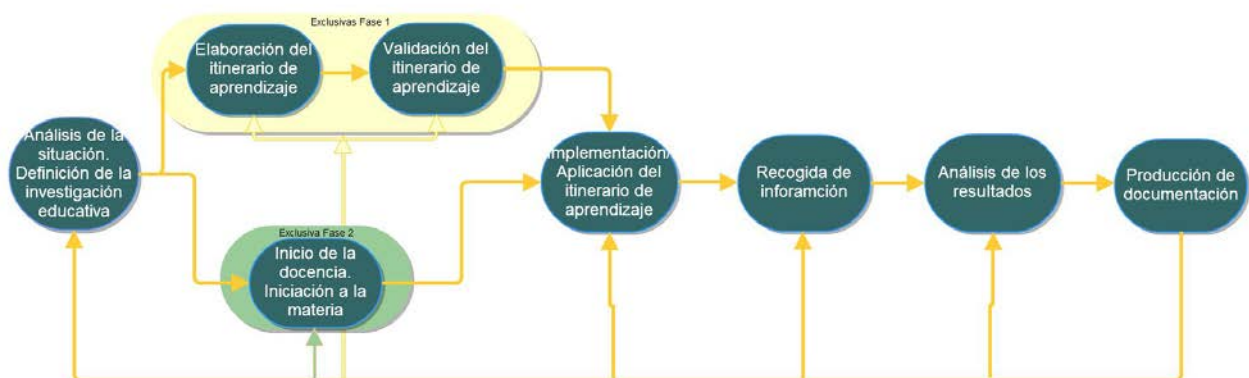 Exclusivas Fase 1
Elaboración del
itinerario de
aprendizaje
Validación del
itinerario de
aprendizaje
Análisis de la
situación.
Definición de la
investigación
educativa
Exclusiva Fase 2
Inicio de la
docencia.
Iniciación a la
materia
Implementación/
Aplicación del
itinerario de
aprendizaje
Recogida de
inforamción
Análisis de los
resultados
Producción de
documentación